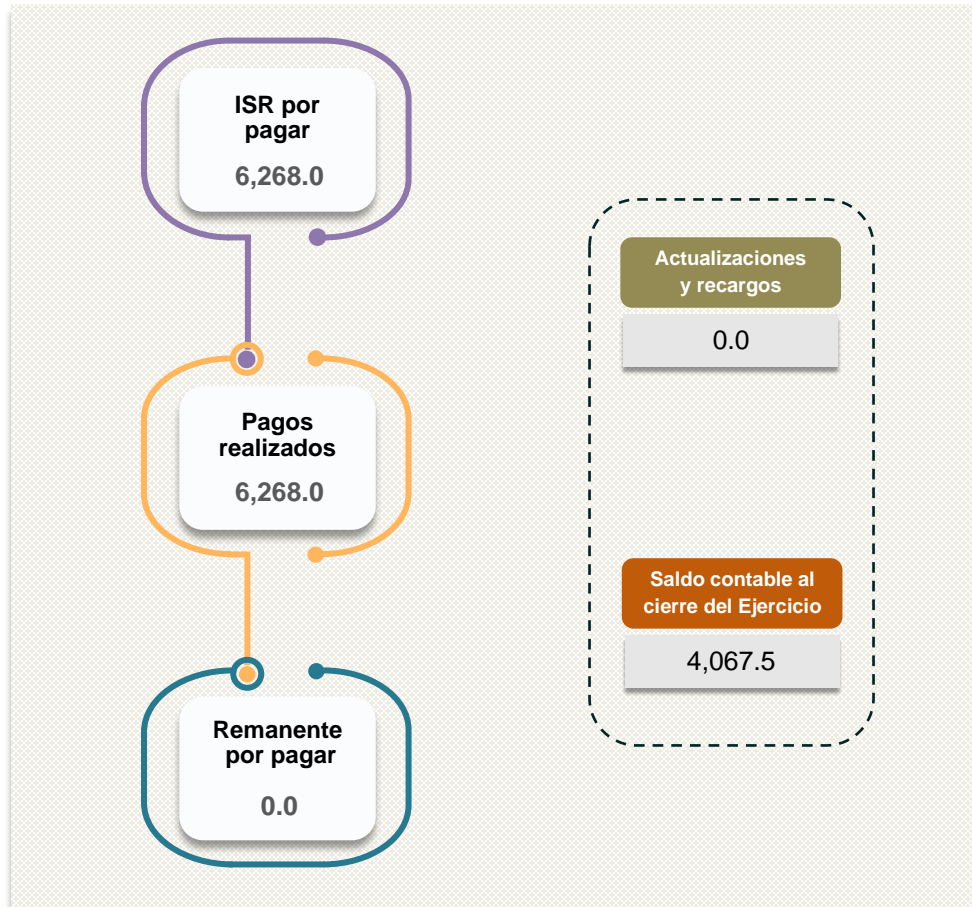 ISR por
pagar
6,268.0
Pagos
realizados
6,268.0
Remanente
por pagar
0.0
Actualizaciones
y recargos
0.0
Saldo contable al
cierre del Ejercicio
4,067.5